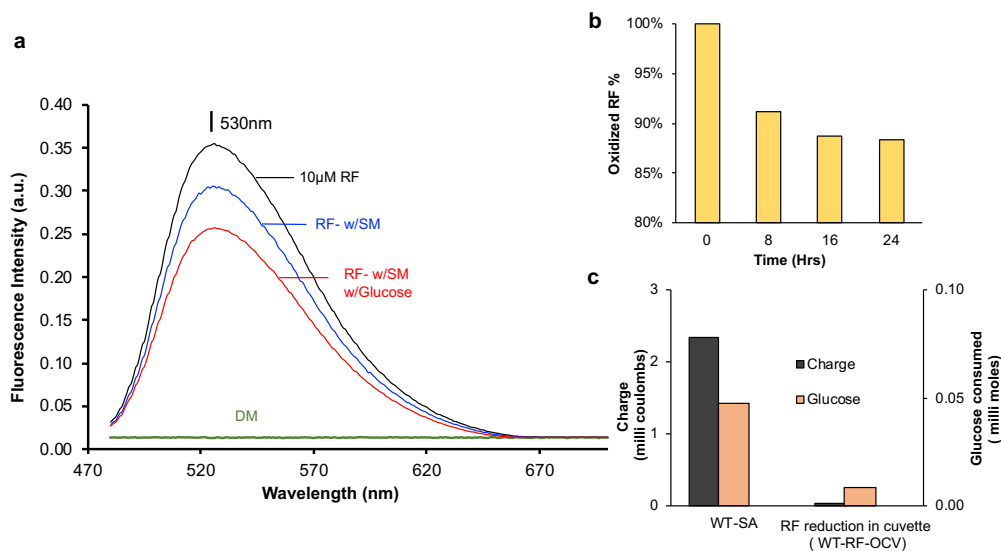 a
0.40
0.35
0.30
0.25
0.20
0.15
0.10
0.05
0.00
Fluorescence Intensity (a.u.)
530nm
10µM RF
RF- w/SM
RF- w/SM
w/Glucose
DM
470
520
570
620
670
Wavelength (nm)
b
100%
95%
90%
85%
80%
Oxidized RF %
0
8
16
24
Time (Hrs)
c
3
2
1
0
Charge
(milli coulombs)
Charge
Glucose
0.10
0.05
0.00
Glucose consumed
( milli moles)
WT-SA
RF reduction in cuvette
( WT-RF-OCV)